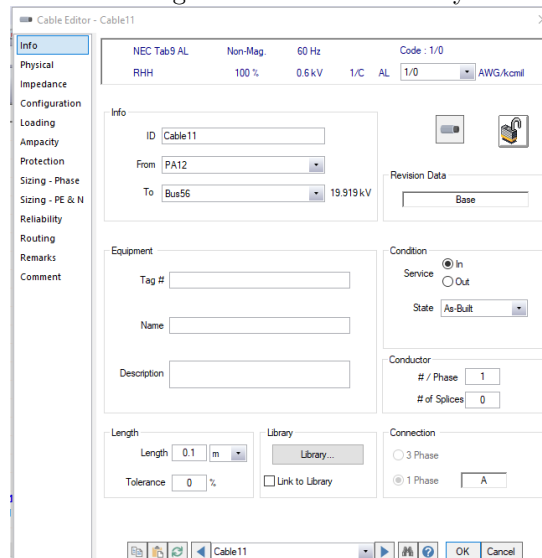 Cable Editor - Cable11
Info
Physical
Impedance
Configuration
Loading
Ampacity
Protection
Sizing - Phase
Sizing - PE & N
Reliability
Routing
Remarks
Comment
NEC Tab9 AL Non-Mag. 60 Hz Code : 1/0
RHH 100 % 0.6 kV 1/C AL 1/0 AWG/kcmil
Info
ID Cable11
From PA12
To Bus56 19.919 kV
Revision Data
Base
Equipment
Tag #
Name
Description
Condition
Service In
Out
State As-Built
Conductor
# / Phase 1
# of Splices 0
Length
Length 0.1 m
Tolerance 0 %
Library
Library...
Link to Library
Connection
3 Phase
1 Phase A
Cable11 OK Cancel